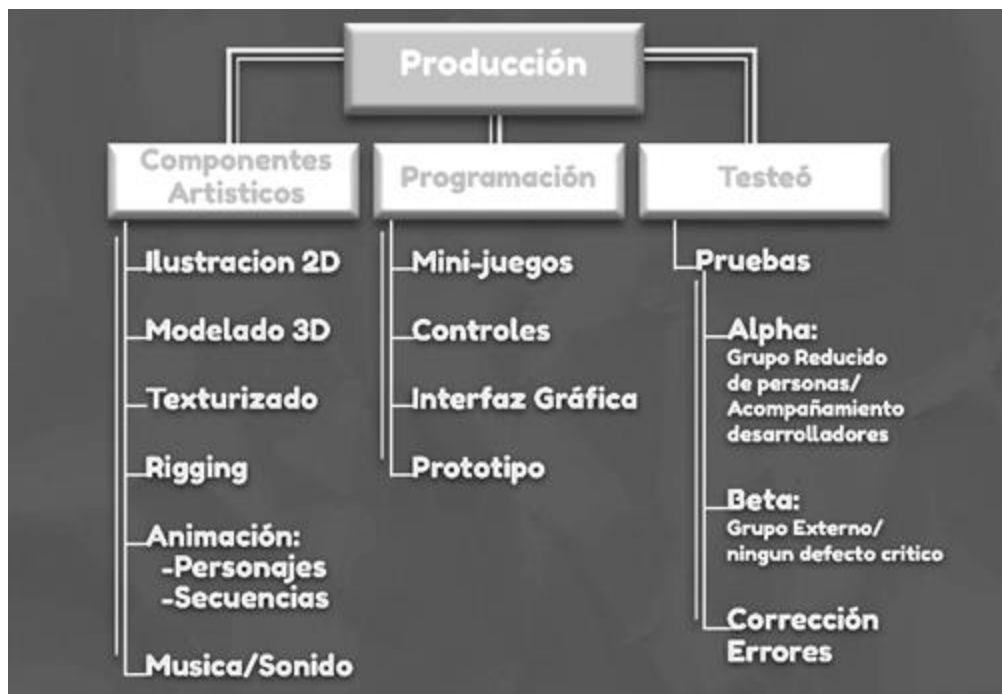 Producción
Componentes
Artisticos
Ilustracion 2D
Modelado 3D
Texturizado
Rigging
Animación:
-Personajes
-Secuencias
Musica/Sonido
Programación
Mini-juegos
Controles
Interfaz Gráfica
Prototipo
Testeó
Pruebas
Alpha:
Grupo Reducido
de personas/
Acompañamiento
desarrolladores
Beta:
Grupo Externo/
ningun defecto critico
Corrección
Errores